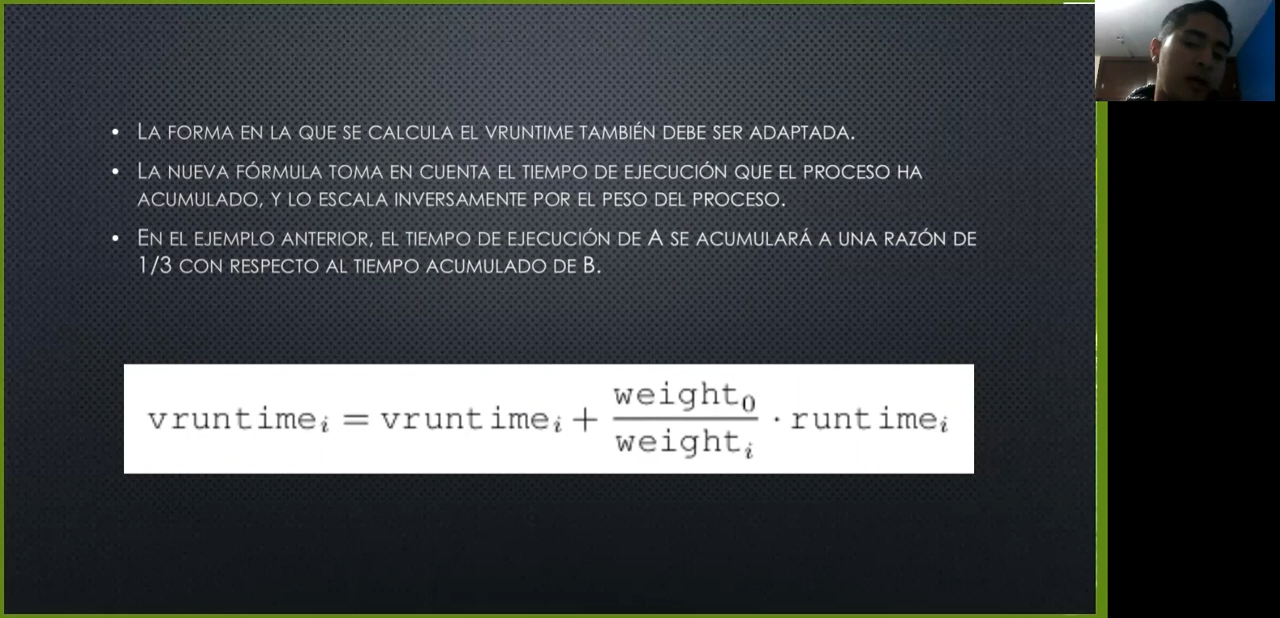 • La forma en la que se calcula el vruntime también debe ser adaptada.
• La nueva fórmula toma en cuenta el tiempo de ejecución que el proceso ha
acumulado, y lo escala inversamente por el peso del proceso.
• En el ejemplo anterior, el tiempo de ejecución de A se acumulará a una razón de
1/3 con respecto al tiempo acumulado de B.
vruntimeᵢ = vruntimeᵢ + weight₀/weightᵢ · runtimeᵢ